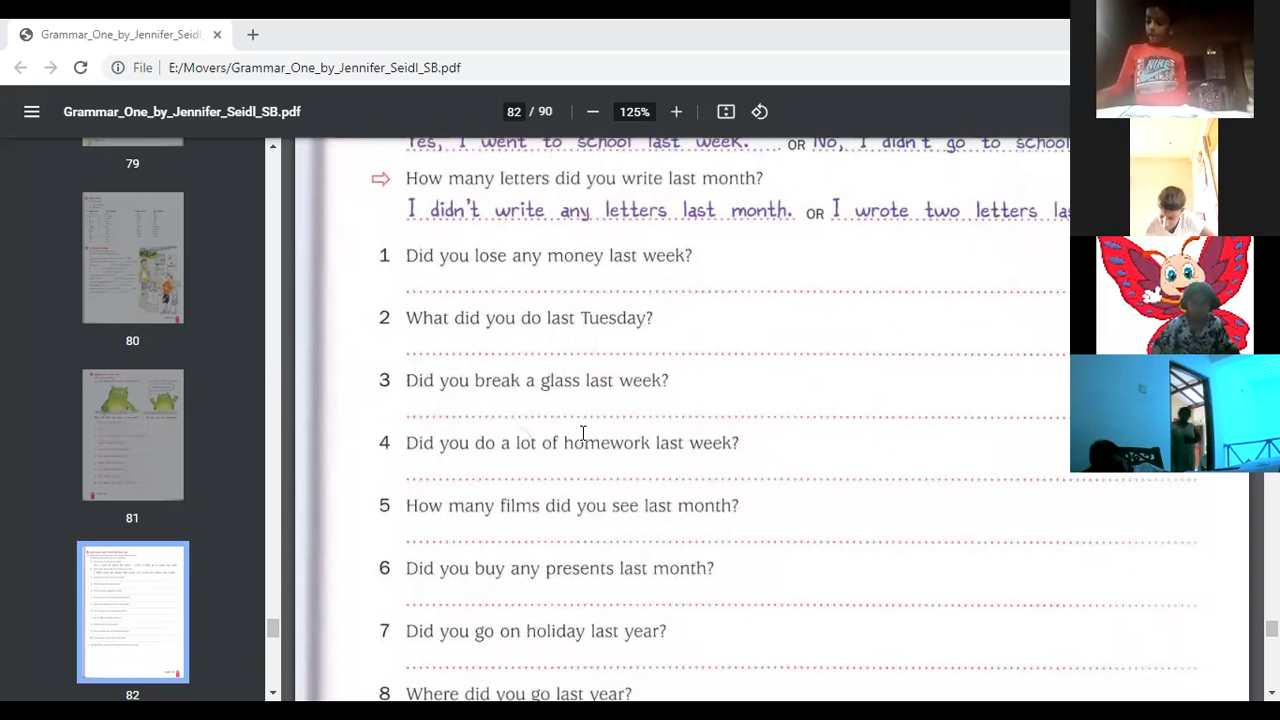 Grammar_One_by_Jennifer_Seidl_
File E:/Movers/Grammar_One_by_Jennifer_Seidl_SB.pdf
Grammar_One_by_Jennifer_Seidl_SB.pdf
82 / 90
125%
79
80
81
82
Yes, I went to school last week. OR No, I didn't go to school
How many letters did you write last month?
I didn't write any letters last month. OR I wrote two letters la
1 Did you lose any money last week?
2 What did you do last Tuesday?
3 Did you break a glass last week?
4 Did you do a lot of homework last week?
5 How many films did you see last month?
6 Did you buy any presents last month?
7 Did you go on holiday last year?
8 Where did you go last year?
NIKE